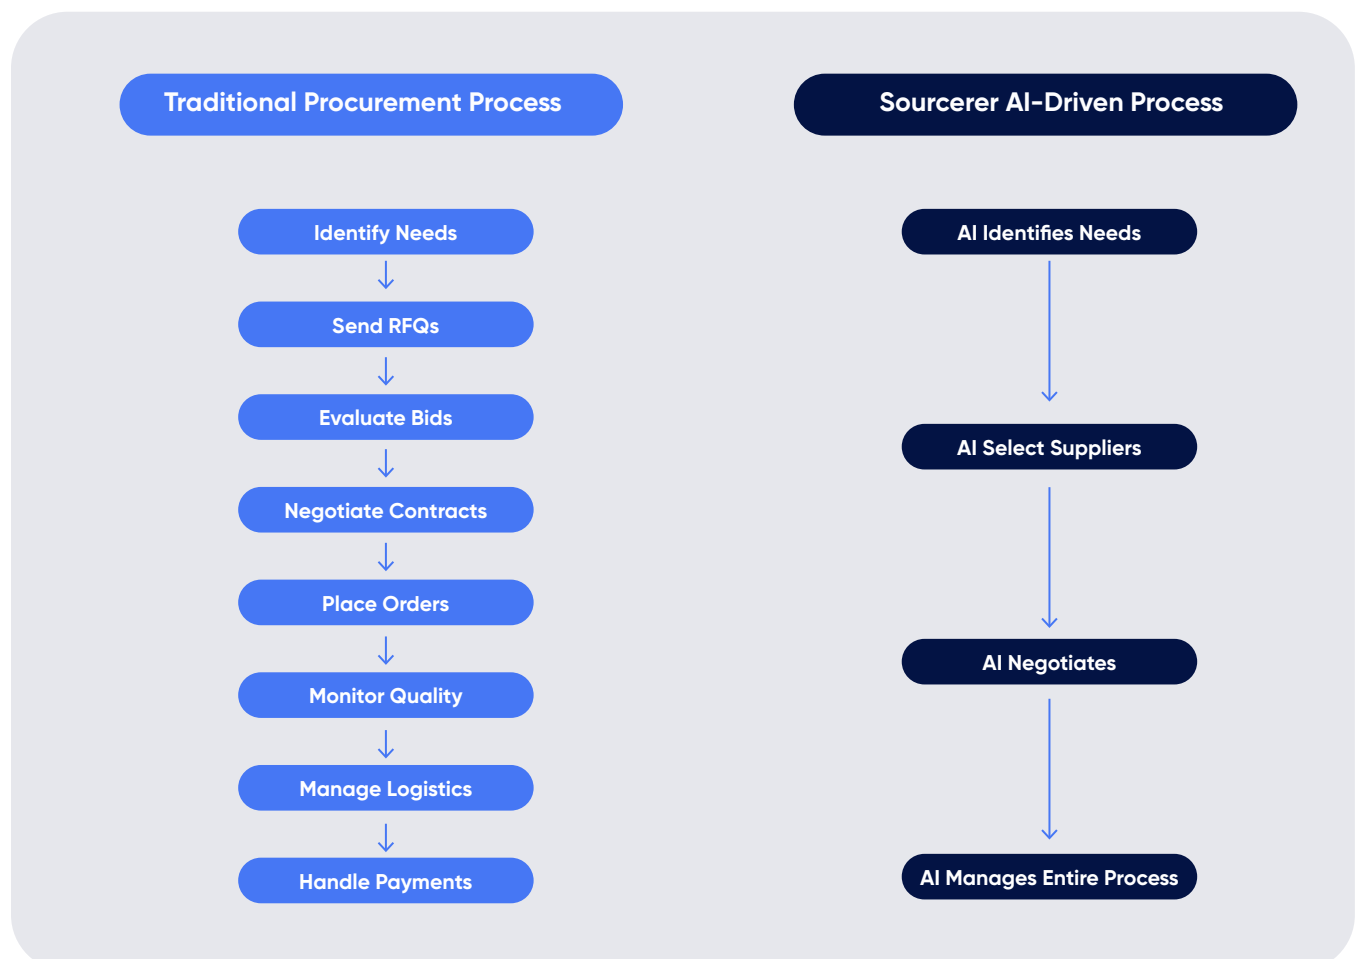 Traditional Procurement Process
Identify Needs
Send RFQs
Evaluate Bids
Negotiate Contracts
Place Orders
Monitor Quality
Manage Logistics
Handle Payments
Sourcerer AI-Driven Process
AI Identifies Needs
AI Select Suppliers
AI Negotiates
AI Manages Entire Process